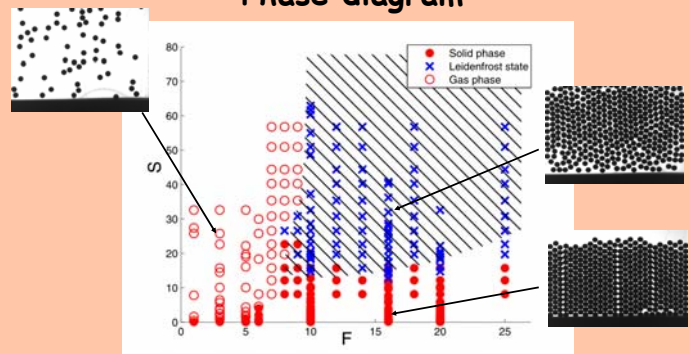 Phase diagram
80
70
60
50
40
30
20
10
0
S
Solid phase
Leidenfrost state
Gas phase
0 5 10 15 20 25
F